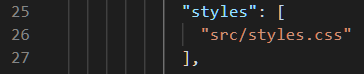 25 "styles": [
26 "src/styles.css"
27 ],